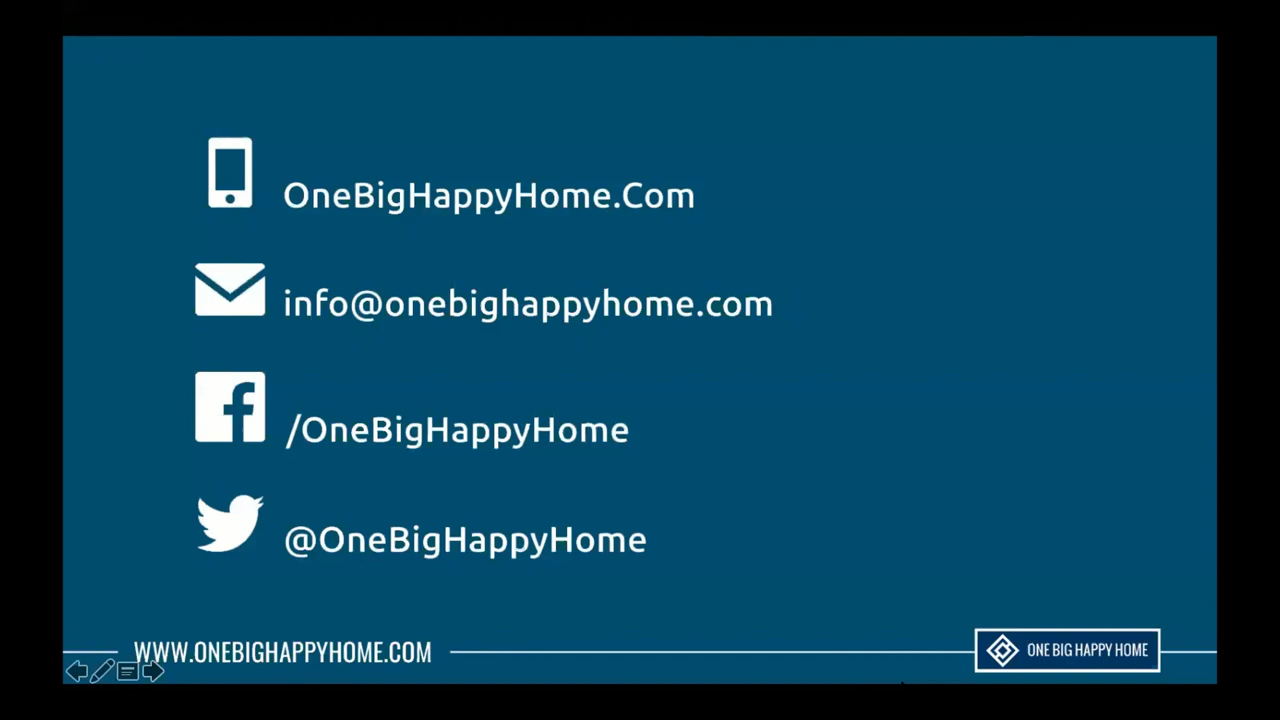 OneBigHappyHome.Com
info@onebighappyhome.com
/OneBigHappyHome
@OneBigHappyHome
WWW.ONEBIGHAPPYHOME.COM
ONE BIG HAPPY HOME